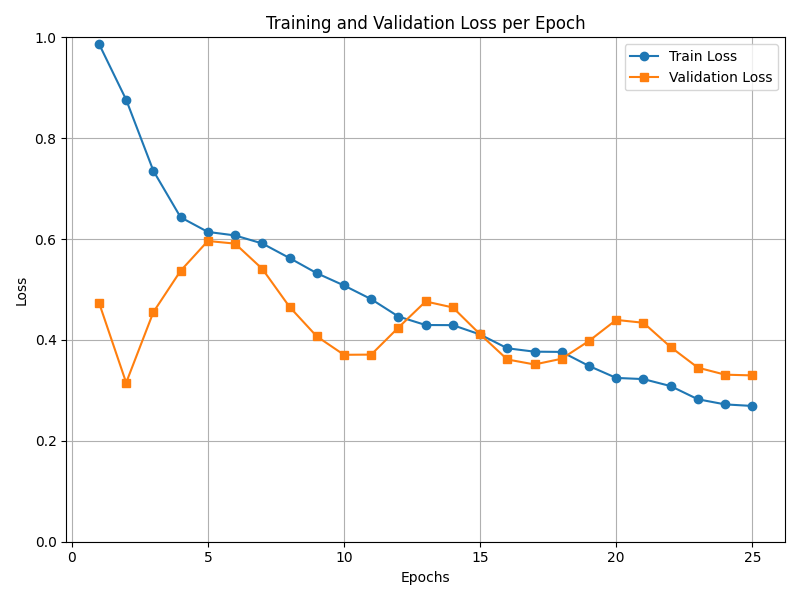 Training and Validation Loss per Epoch
Train Loss
Validation Loss
1.0
0.8
0.6
0.4
0.2
0.0
Loss
0 5 10 15 20 25
Epochs